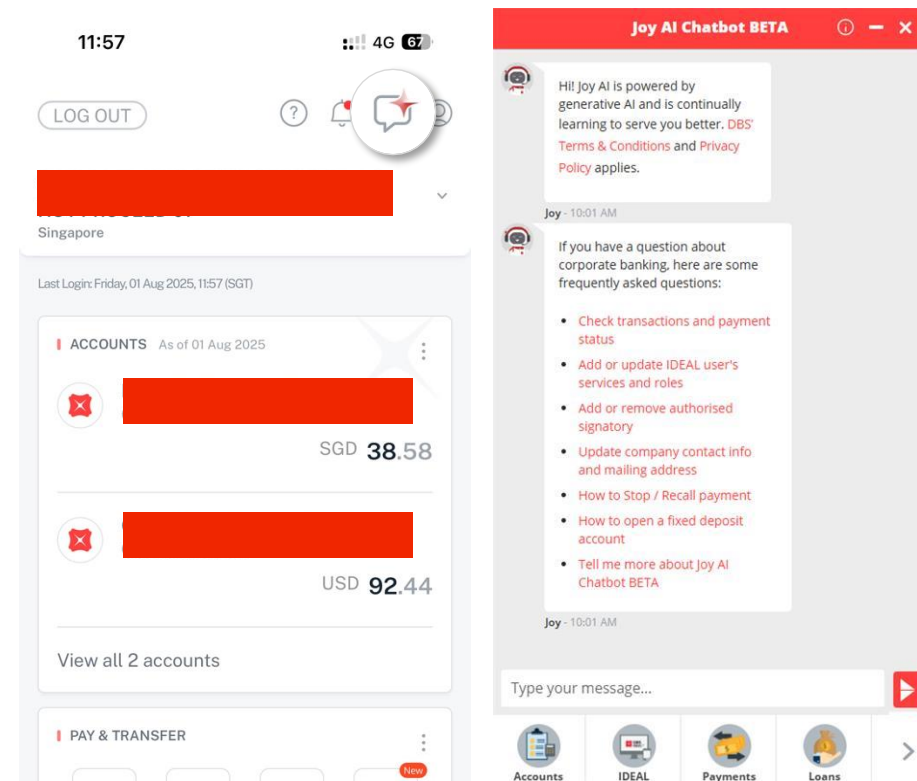 11:57
4G 67
LOG OUT
Singapore
Last Login: Friday, 01 Aug 2025, 11:57 (SGT)
ACCOUNTS As of 01 Aug 2025
SGD 38.58
USD 92.44
View all 2 accounts
PAY & TRANSFER
New
Joy AI Chatbot BETA
Hi! Joy AI is powered by
generative AI and is continually
learning to serve you better. DBS'
Terms & Conditions and Privacy
Policy applies.
Joy - 10:01 AM
If you have a question about
corporate banking, here are some
frequently asked questions:
• Check transactions and payment
status
• Add or update IDEAL user's
services and roles
• Add or remove authorised
signatory
• Update company contact info
and mailing address
• How to Stop / Recall payment
• How to open a fixed deposit
account
• Tell me more about Joy AI
Chatbot BETA
Joy - 10:01 AM
Type your message...
Accounts
IDEAL
Payments
Loans